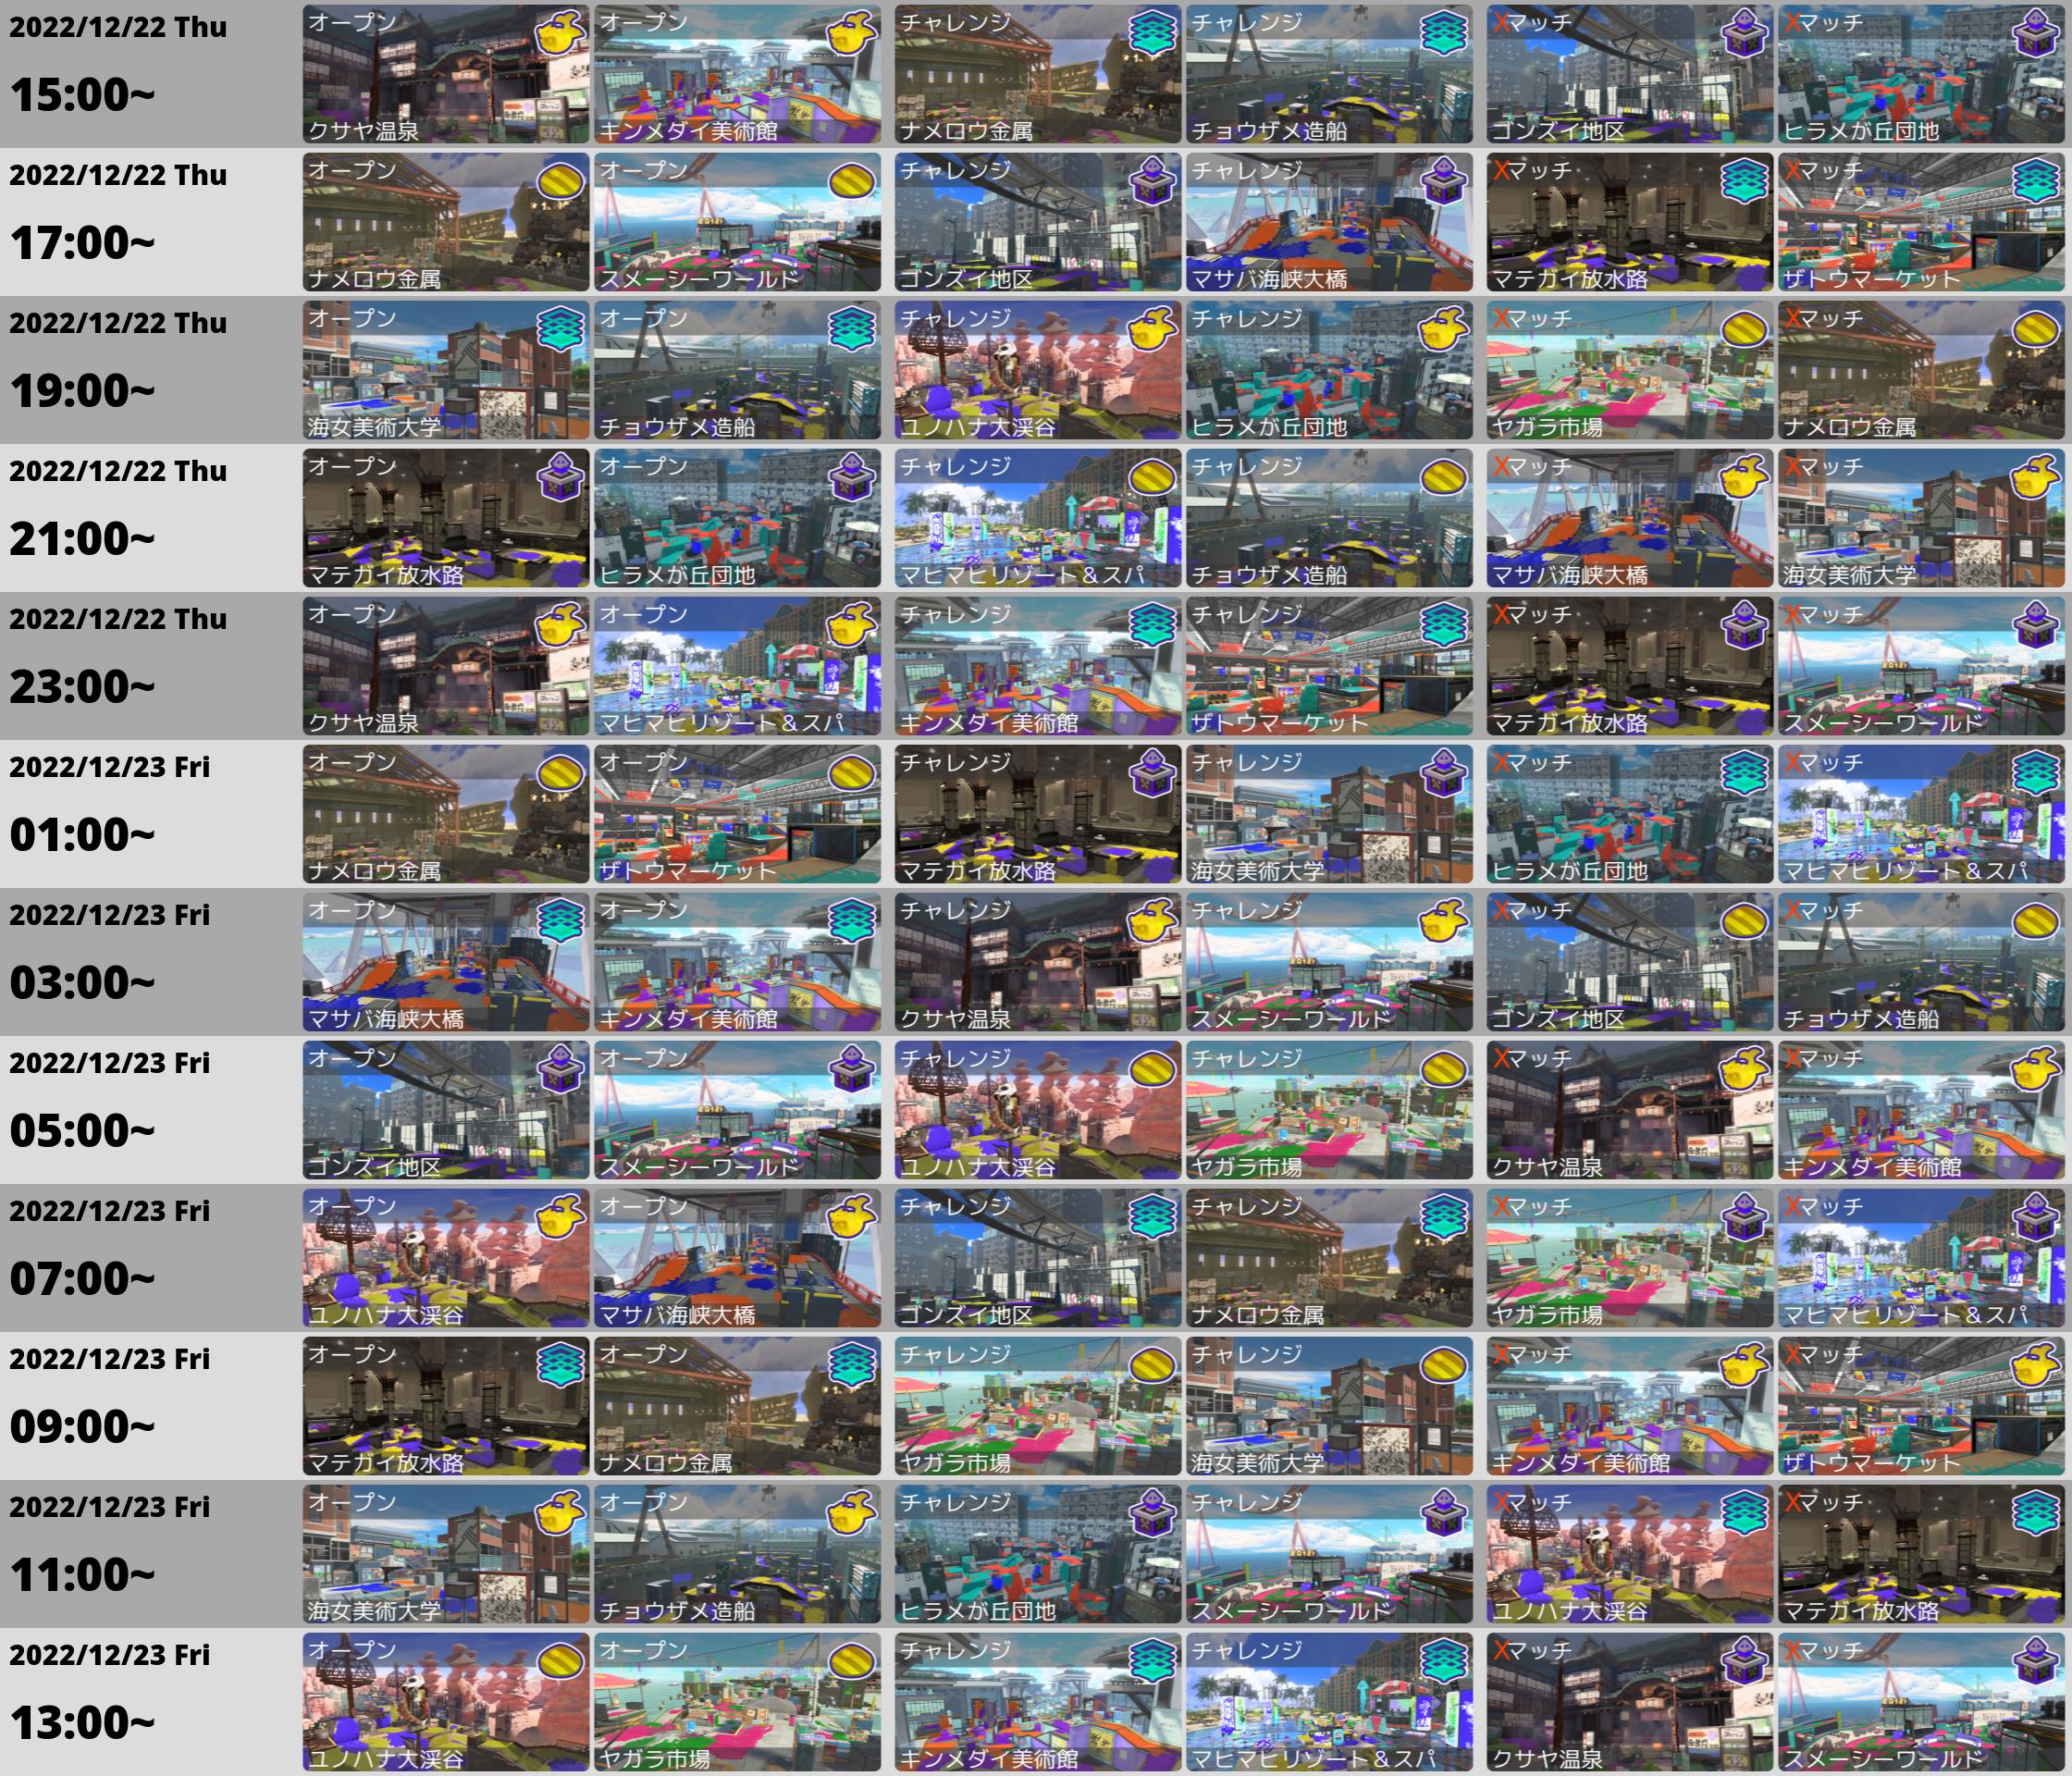 2022/12/22 Thu
15:00~
オープン
クサヤ温泉
オープン
キンメダイ美術館
チャレンジ
ナメロウ金属
チャレンジ
チョウザメ造船
Xマッチ
ゴンズイ地区
Xマッチ
ヒラメが丘団地
2022/12/22 Thu
17:00~
オープン
ナメロウ金属
オープン
スメーシーワールド
チャレンジ
ゴンズイ地区
チャレンジ
マサバ海峡大橋
Xマッチ
マテガイ放水路
Xマッチ
ザトウマーケット
2022/12/22 Thu
19:00~
オープン
海女美術大学
オープン
チョウザメ造船
チャレンジ
ユノハナ大渓谷
チャレンジ
ヒラメが丘団地
Xマッチ
ヤガラ市場
Xマッチ
ナメロウ金属
2022/12/22 Thu
21:00~
オープン
マテガイ放水路
オープン
ヒラメが丘団地
チャレンジ
マヒマヒリゾート＆スパ
チャレンジ
チョウザメ造船
Xマッチ
マサバ海峡大橋
Xマッチ
海女美術大学
2022/12/22 Thu
23:00~
オープン
クサヤ温泉
オープン
マヒマヒリゾート＆スパ
チャレンジ
キンメダイ美術館
チャレンジ
ザトウマーケット
Xマッチ
マテガイ放水路
Xマッチ
スメーシーワールド
2022/12/23 Fri
01:00~
オープン
ナメロウ金属
オープン
ザトウマーケット
チャレンジ
マテガイ放水路
チャレンジ
海女美術大学
Xマッチ
ヒラメが丘団地
Xマッチ
マヒマヒリゾート＆スパ
2022/12/23 Fri
03:00~
オープン
マサバ海峡大橋
オープン
キンメダイ美術館
チャレンジ
クサヤ温泉
チャレンジ
スメーシーワールド
Xマッチ
ゴンズイ地区
Xマッチ
チョウザメ造船
2022/12/23 Fri
05:00~
オープン
ゴンズイ地区
オープン
スメーシーワールド
チャレンジ
ユノハナ大渓谷
チャレンジ
ヤガラ市場
Xマッチ
クサヤ温泉
Xマッチ
キンメダイ美術館
2022/12/23 Fri
07:00~
オープン
ユノハナ大渓谷
オープン
マサバ海峡大橋
チャレンジ
ゴンズイ地区
チャレンジ
ナメロウ金属
Xマッチ
ヤガラ市場
Xマッチ
マヒマヒリゾート＆スパ
2022/12/23 Fri
09:00~
オープン
マテガイ放水路
オープン
ナメロウ金属
チャレンジ
ヤガラ市場
チャレンジ
海女美術大学
Xマッチ
キンメダイ美術館
Xマッチ
ザトウマーケット
2022/12/23 Fri
11:00~
オープン
海女美術大学
オープン
チョウザメ造船
チャレンジ
ヒラメが丘団地
チャレンジ
スメーシーワールド
Xマッチ
ユノハナ大渓谷
Xマッチ
マテガイ放水路
2022/12/23 Fri
13:00~
オープン
ユノハナ大渓谷
オープン
ヤガラ市場
チャレンジ
キンメダイ美術館
チャレンジ
マヒマヒリゾート＆スパ
Xマッチ
クサヤ温泉
Xマッチ
スメーシーワールド